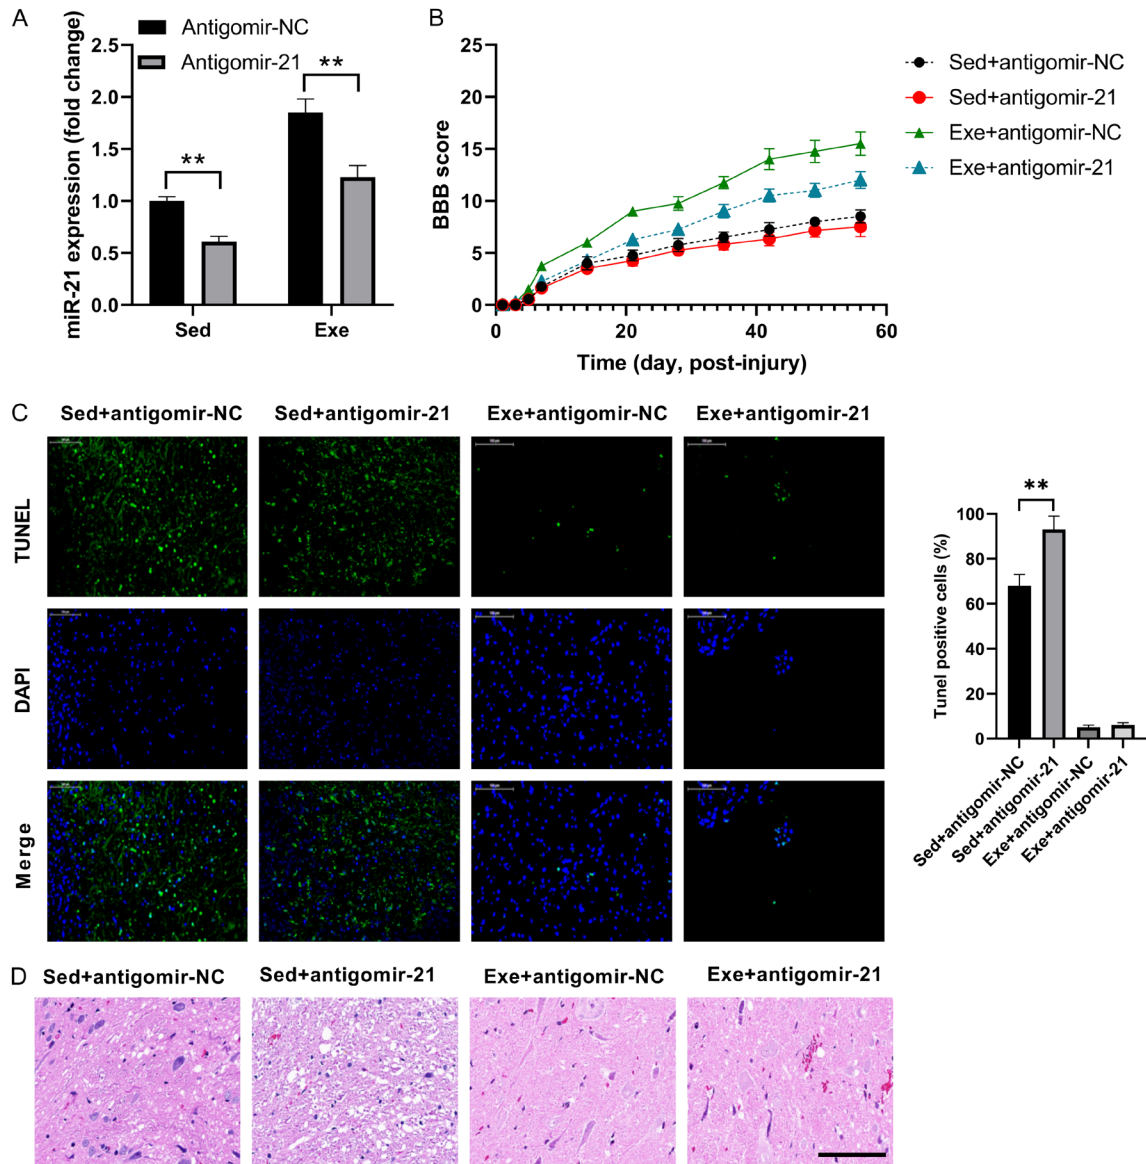 A
Antigomir-NC
Antigomir-21
miR-21 expression (fold change)
2.5
2.0
1.5
1.0
0.5
0.0
**
**
Sed
Exe
B
BBB score
25
20
15
10
5
0
0
20
40
60
Time (day, post-injury)
Sed+antigomir-NC
Sed+antigomir-21
Exe+antigomir-NC
Exe+antigomir-21
C
Sed+antigomir-NC
Sed+antigomir-21
Exe+antigomir-NC
Exe+antigomir-21
TUNEL
DAPI
Merge
Tunel positive cells (%)
**
100
80
60
40
20
0
Sed+antigomir-NC
Sed+antigomir-21
Exe+antigomir-NC
Exe+antigomir-21
D
Sed+antigomir-NC
Sed+antigomir-21
Exe+antigomir-NC
Exe+antigomir-21